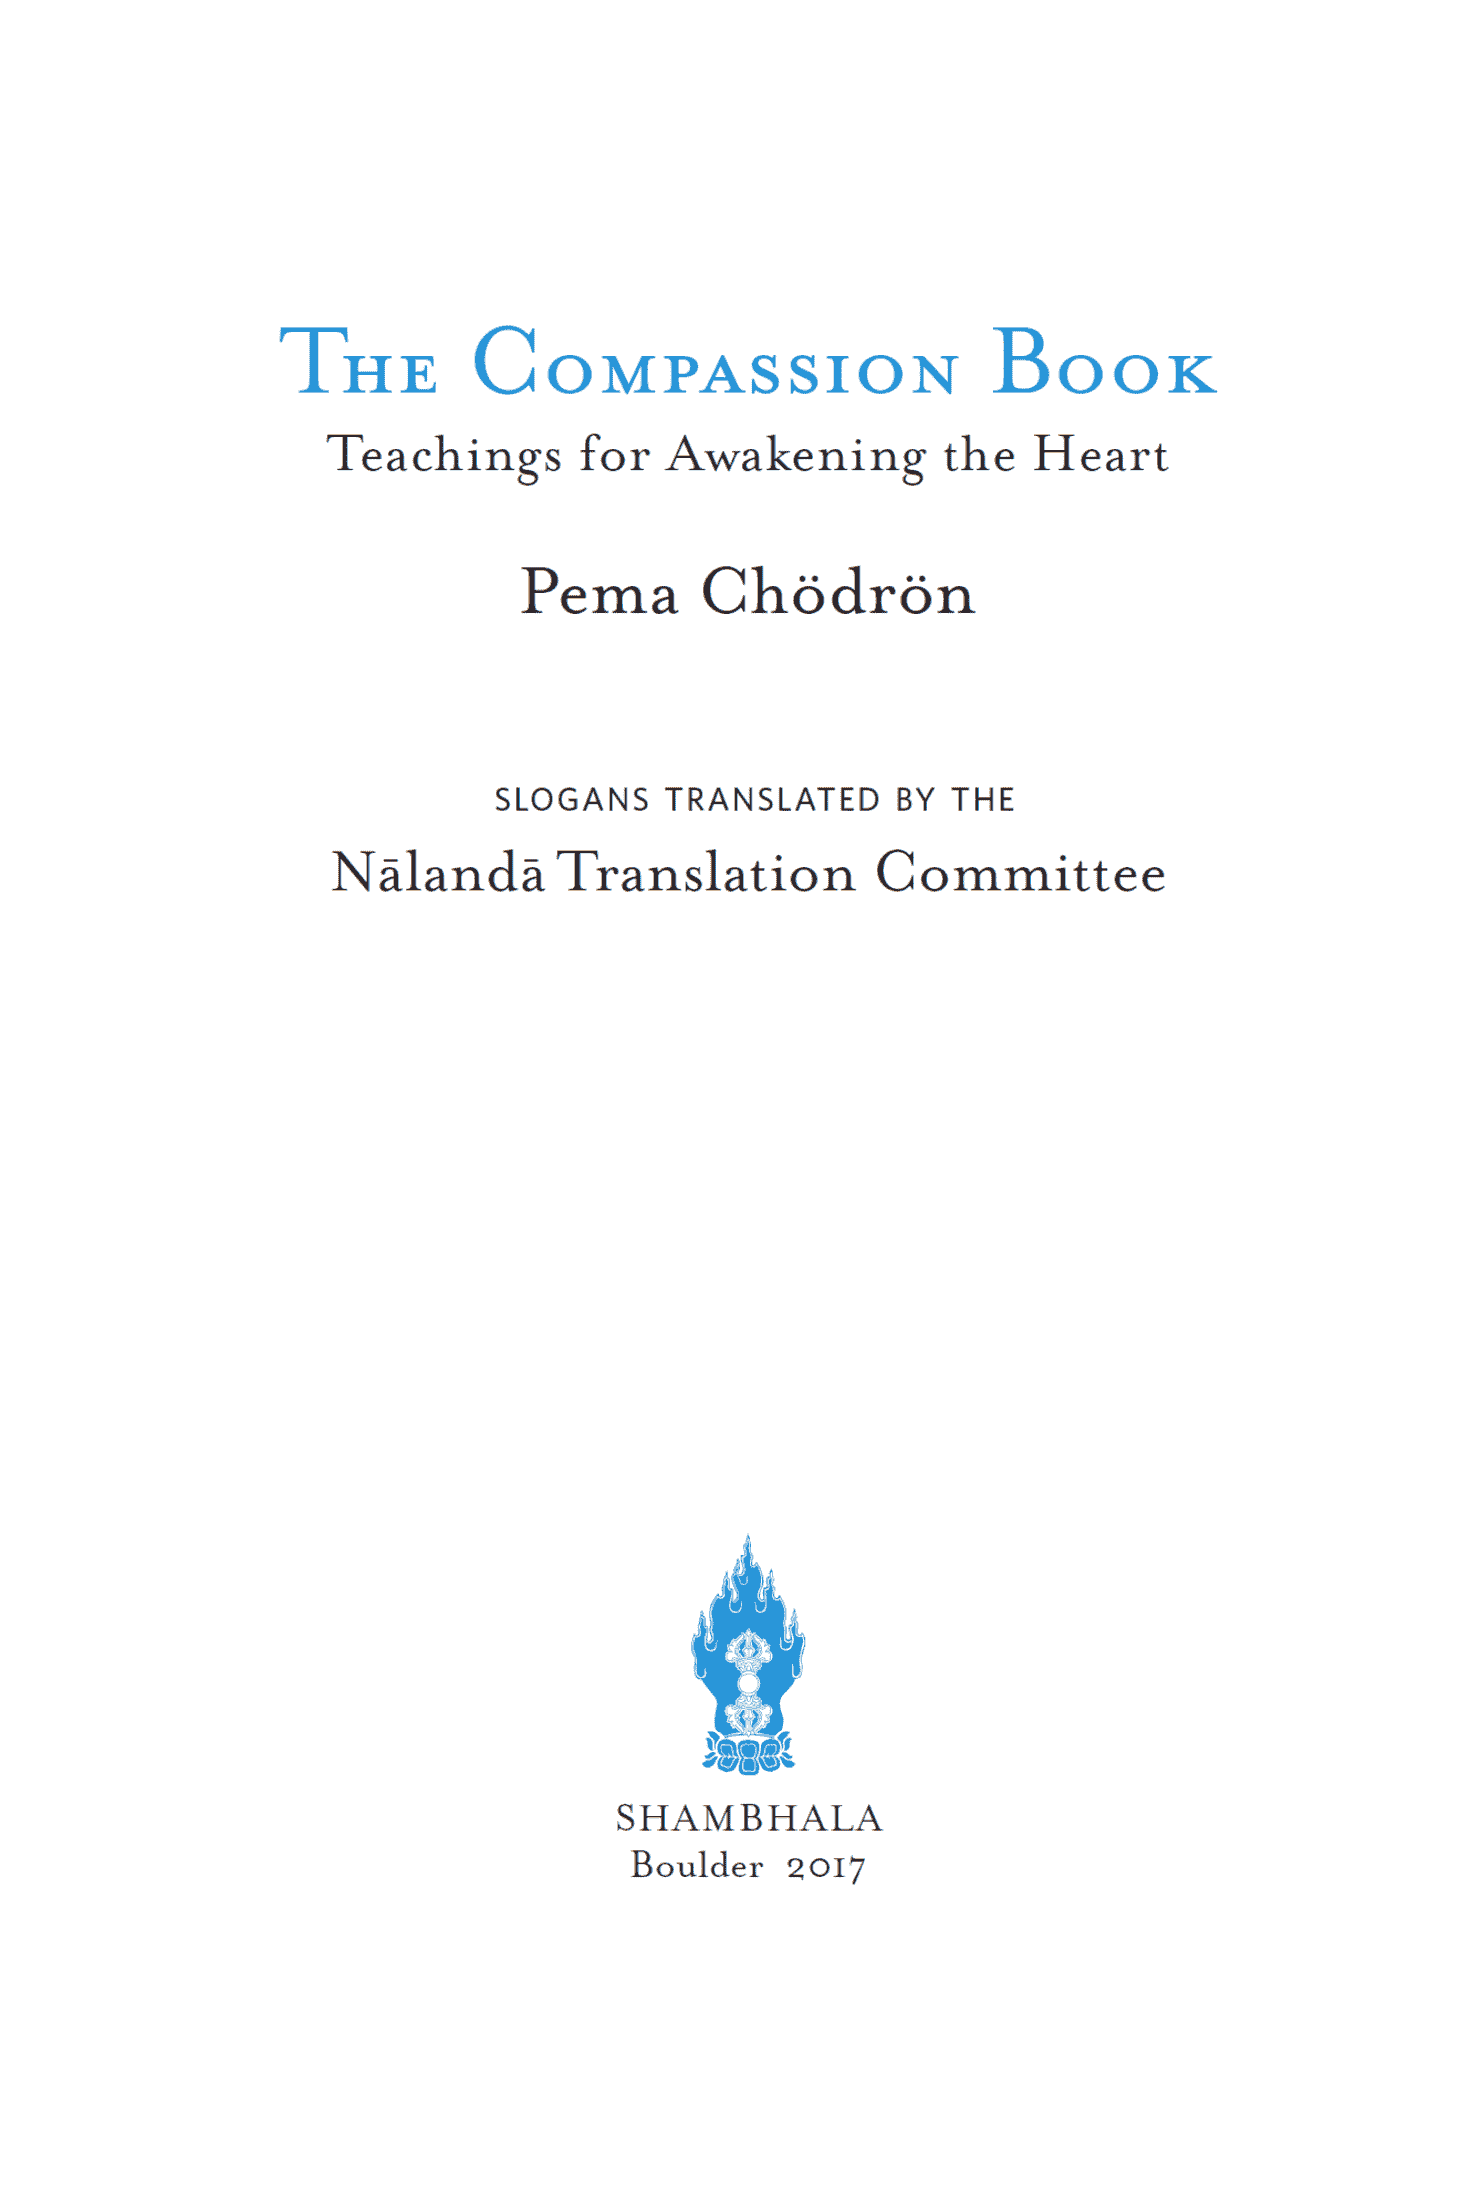 The Compassion Book
Teachings for Awakening the Heart
Pema Chödrön
SLOGANS TRANSLATED BY THE
Nālandā Translation Committee
SHAMBHALA
Boulder 2017